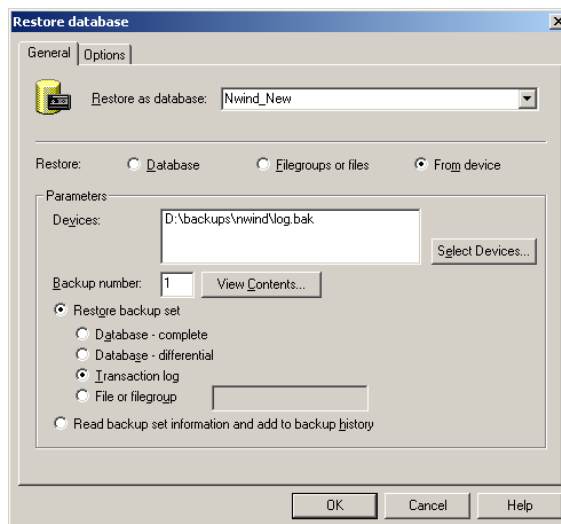 Restore database
General Options
Restore as database: Nwind_New
Restore: Database Filegroups or files From device
Parameters
Devices: D:\backups\nwind\log.bak
Select Devices...
Backup number: 1 View Contents...
Restore backup set
Database - complete
Database - differential
Transaction log
File or filegroup
Read backup set information and add to backup history
OK Cancel Help